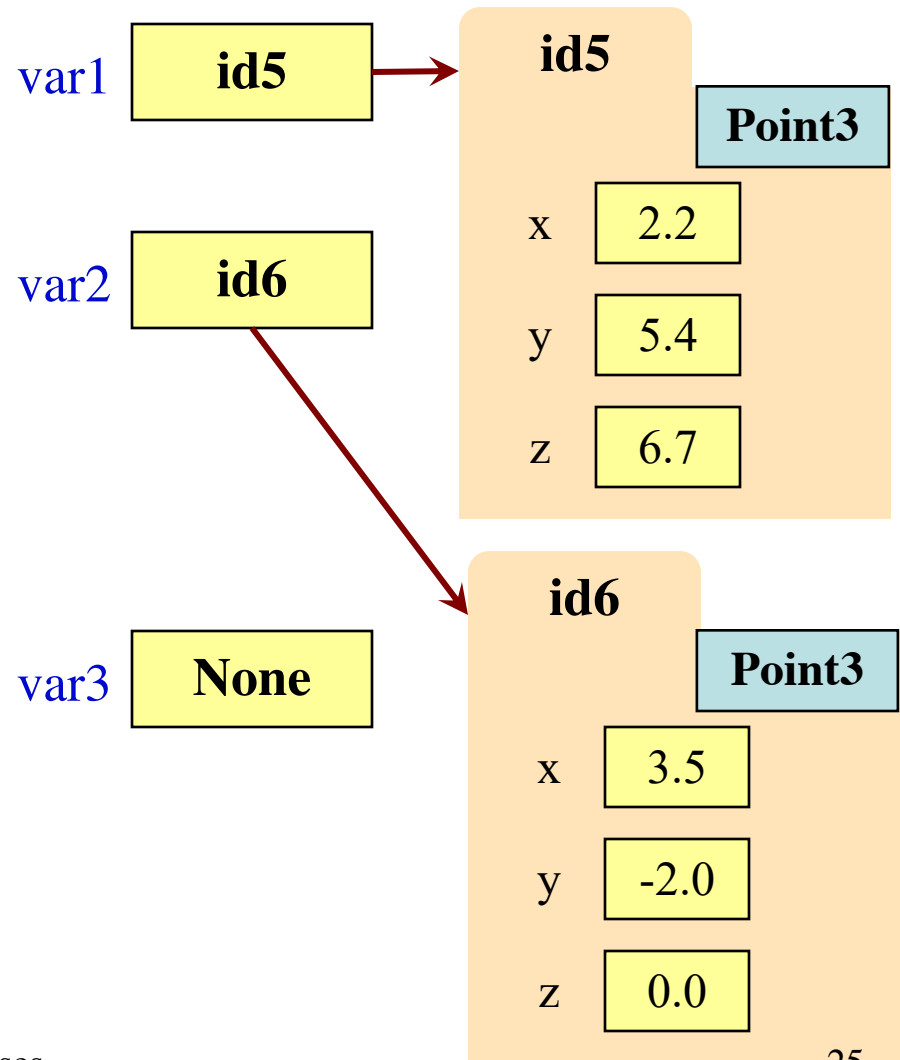 var1 id5
id5
Point3
x 2.2
y 5.4
z 6.7
var2 id6
id6
Point3
x 3.5
y -2.0
z 0.0
var3 None
25